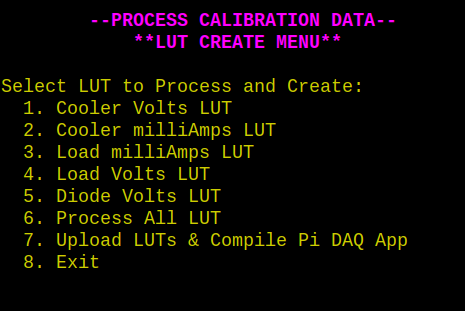 --PROCESS CALIBRATION DATA--
**LUT CREATE MENU**
Select LUT to Process and Create:
1. Cooler Volts LUT
2. Cooler milliAmps LUT
3. Load milliAmps LUT
4. Load Volts LUT
5. Diode Volts LUT
6. Process All LUT
7. Upload LUTs & Compile Pi DAQ App
8. Exit